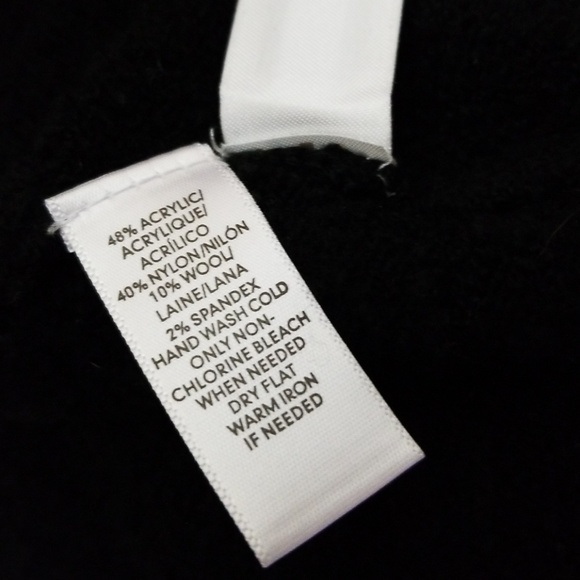 48% ACRYLIC/
ACRYLIQUE/
ACRÍLICO
40% NYLON/NILÓN
10% WOOL/
LAINE/LANA
2% SPANDEX
HAND WASH COLD
ONLY NON-
CHLORINE BLEACH
WHEN NEEDED
DRY FLAT
WARM IRON
IF NEEDED